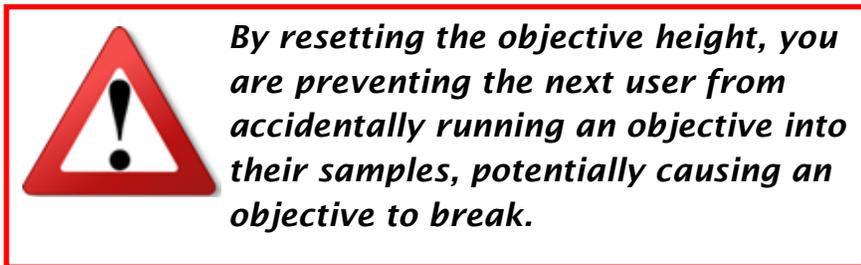 By resetting the objective height, you
are preventing the next user from
accidentally running an objective into
their samples, potentially causing an
objective to break.